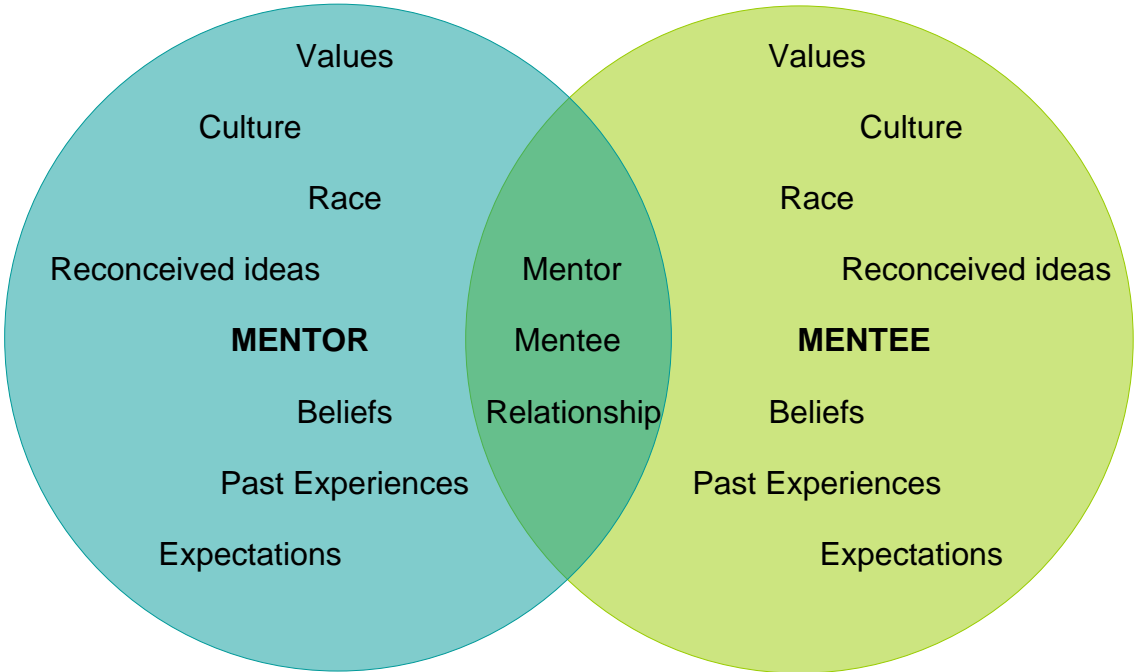 Values
Culture
Race
Reconceived ideas
MENTOR
Beliefs
Past Experiences
Expectations
Mentor
Mentee
Relationship
Values
Culture
Race
Reconceived ideas
MENTEE
Beliefs
Past Experiences
Expectations